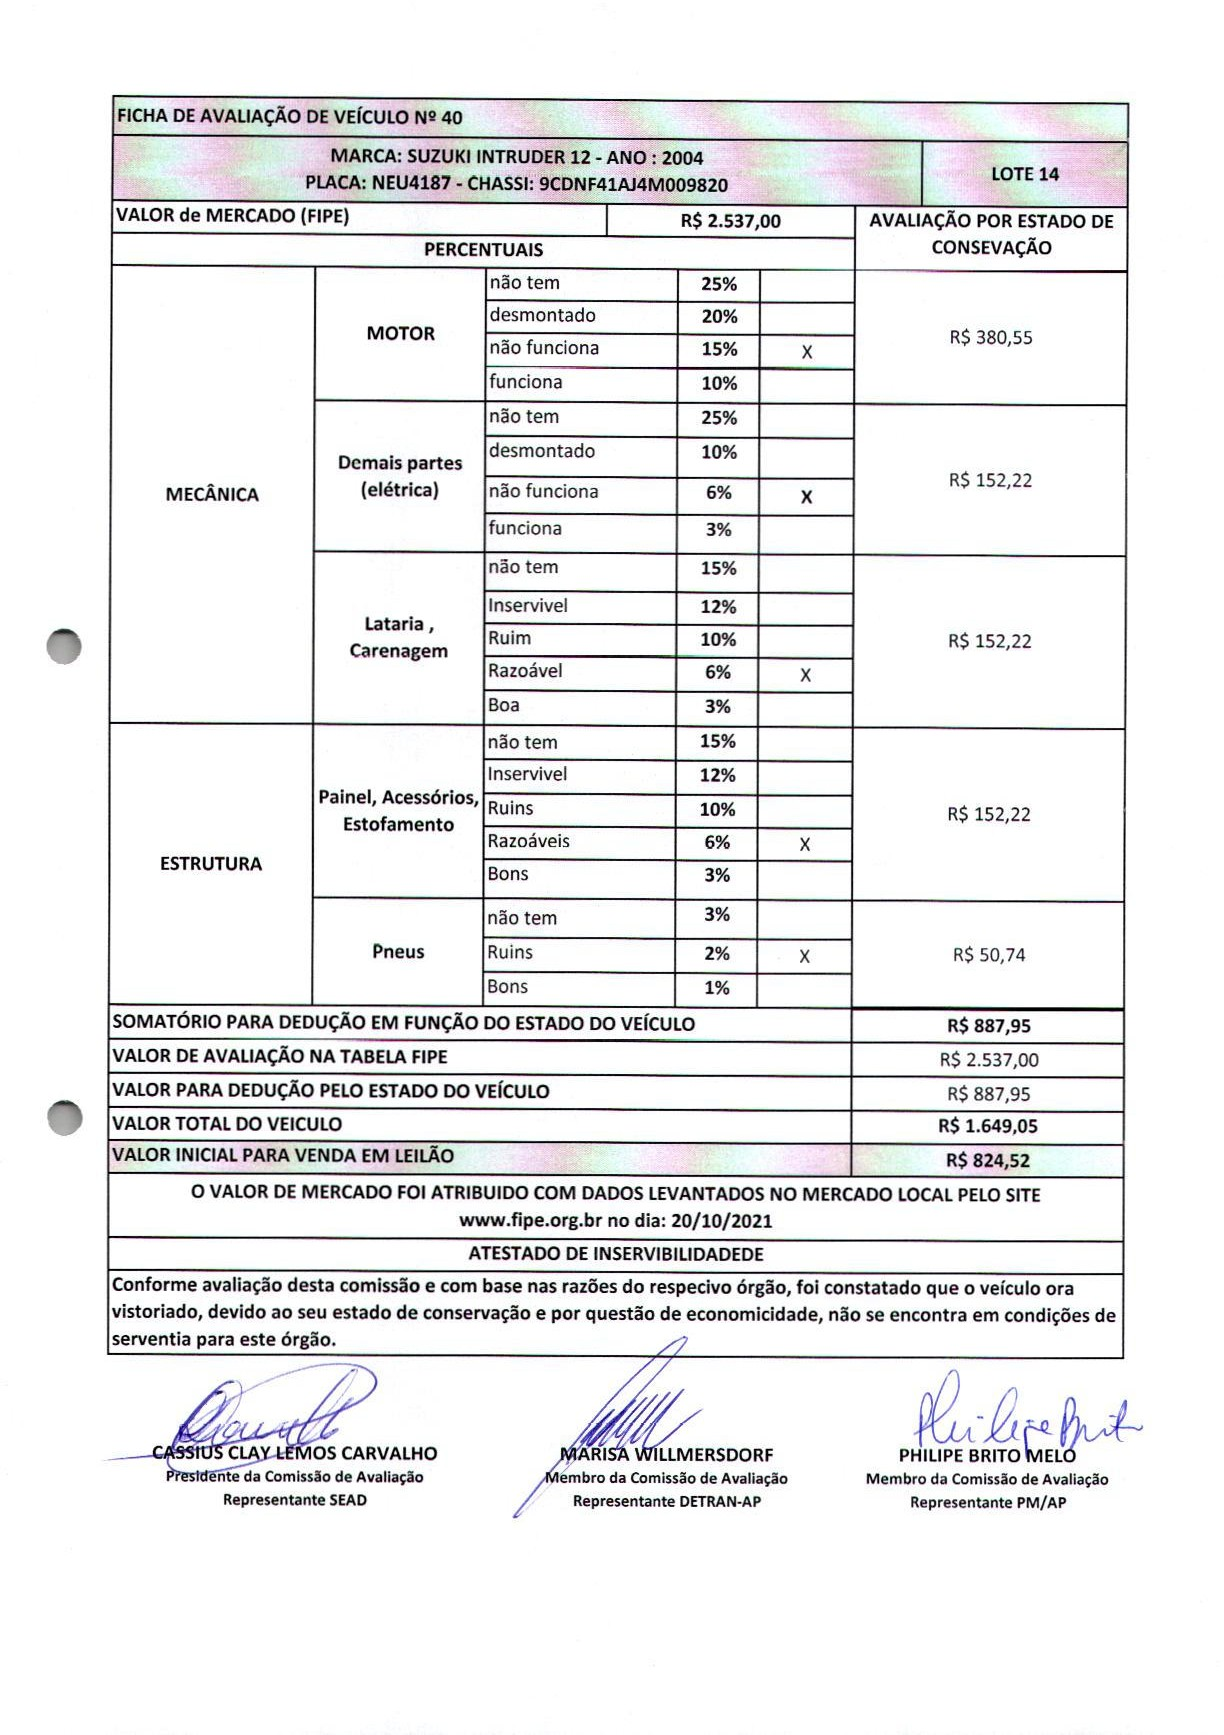 FICHA DE AVALIAÇÃO DE VEÍCULO Nº 40
MARCA: SUZUKI INTRUDER 12 - ANO : 2004
PLACA: NEU4187 - CHASSI: 9CDNF41AJ4M009820
LOTE 14
VALOR de MERCADO (FIPE)
R$ 2.537,00
AVALIAÇÃO POR ESTADO DE
CONSEVAÇÃO
PERCENTUAIS
MECÂNICA
MOTOR
não tem 25%
desmontado 20%
não funciona 15% X
funciona 10%
R$ 380,55
Demais partes
(elétrica)
não tem 25%
desmontado 10%
não funciona 6% X
funciona 3%
R$ 152,22
Lataria ,
Carenagem
não tem 15%
Inservivel 12%
Ruim 10%
Razoável 6% X
Boa 3%
R$ 152,22
ESTRUTURA
Painel, Acessórios,
Estofamento
não tem 15%
Inservivel 12%
Ruins 10%
Razoáveis 6% X
Bons 3%
R$ 152,22
Pneus
não tem 3%
Ruins 2% X
Bons 1%
R$ 50,74
SOMATÓRIO PARA DEDUÇÃO EM FUNÇÃO DO ESTADO DO VEÍCULO R$ 887,95
VALOR DE AVALIAÇÃO NA TABELA FIPE R$ 2.537,00
VALOR PARA DEDUÇÃO PELO ESTADO DO VEÍCULO R$ 887,95
VALOR TOTAL DO VEICULO R$ 1.649,05
VALOR INICIAL PARA VENDA EM LEILÃO R$ 824,52
O VALOR DE MERCADO FOI ATRIBUIDO COM DADOS LEVANTADOS NO MERCADO LOCAL PELO SITE
www.fipe.org.br no dia: 20/10/2021
ATESTADO DE INSERVIBILIDADEDE
Conforme avaliação desta comissão e com base nas razões do respecivo órgão, foi constatado que o veículo ora
vistoriado, devido ao seu estado de conservação e por questão de economicidade, não se encontra em condições de
serventia para este órgão.
Philipe Brito
CASSIUS CLAY LEMOS CARVALHO
Presidente da Comissão de Avaliação
Representante SEAD
MARISA WILLMERSDORF
Membro da Comissão de Avaliação
Representante DETRAN-AP
PHILIPE BRITO MELO
Membro da Comissão de Avaliação
Representante PM/AP